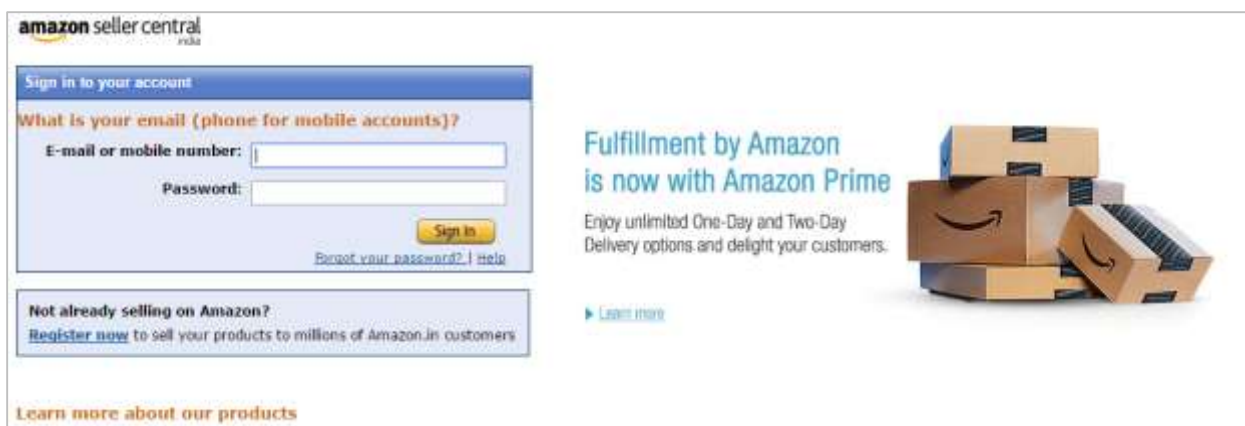 amazon seller central
india
Sign in to your account
What is your email (phone for mobile accounts)?
E-mail or mobile number:
Password:
Sign In
Forgot your password? | Help
Not already selling on Amazon?
Register now to sell your products to millions of Amazon.in customers
Learn more about our products
Fulfillment by Amazon
is now with Amazon Prime
Enjoy unlimited One-Day and Two-Day
Delivery options and delight your customers.
Learn more